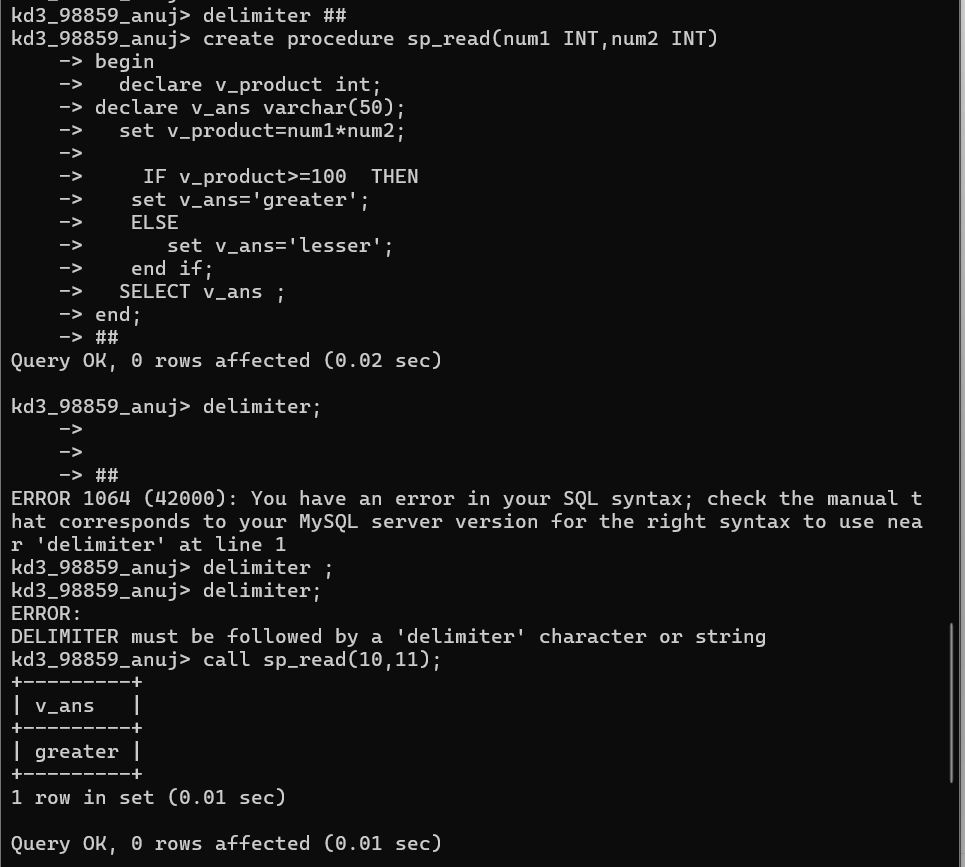 kd3_98859_anuj> delimiter ##
kd3_98859_anuj> create procedure sp_read(num1 INT,num2 INT)
    -> begin
    ->   declare v_product int;
    -> declare v_ans varchar(50);
    ->   set v_product=num1*num2;
    ->
    ->     IF v_product>=100  THEN
    ->    set v_ans='greater';
    ->    ELSE
    ->       set v_ans='lesser';
    ->    end if;
    ->   SELECT v_ans ;
    -> end;
    -> ##
Query OK, 0 rows affected (0.02 sec)

kd3_98859_anuj> delimiter;
    ->
    ->
    -> ##
ERROR 1064 (42000): You have an error in your SQL syntax; check the manual t
hat corresponds to your MySQL server version for the right syntax to use nea
r 'delimiter' at line 1
kd3_98859_anuj> delimiter ;
kd3_98859_anuj> delimiter;
ERROR:
DELIMITER must be followed by a 'delimiter' character or string
kd3_98859_anuj> call sp_read(10,11);
+---------+
| v_ans   |
+---------+
| greater |
+---------+
1 row in set (0.01 sec)

Query OK, 0 rows affected (0.01 sec)